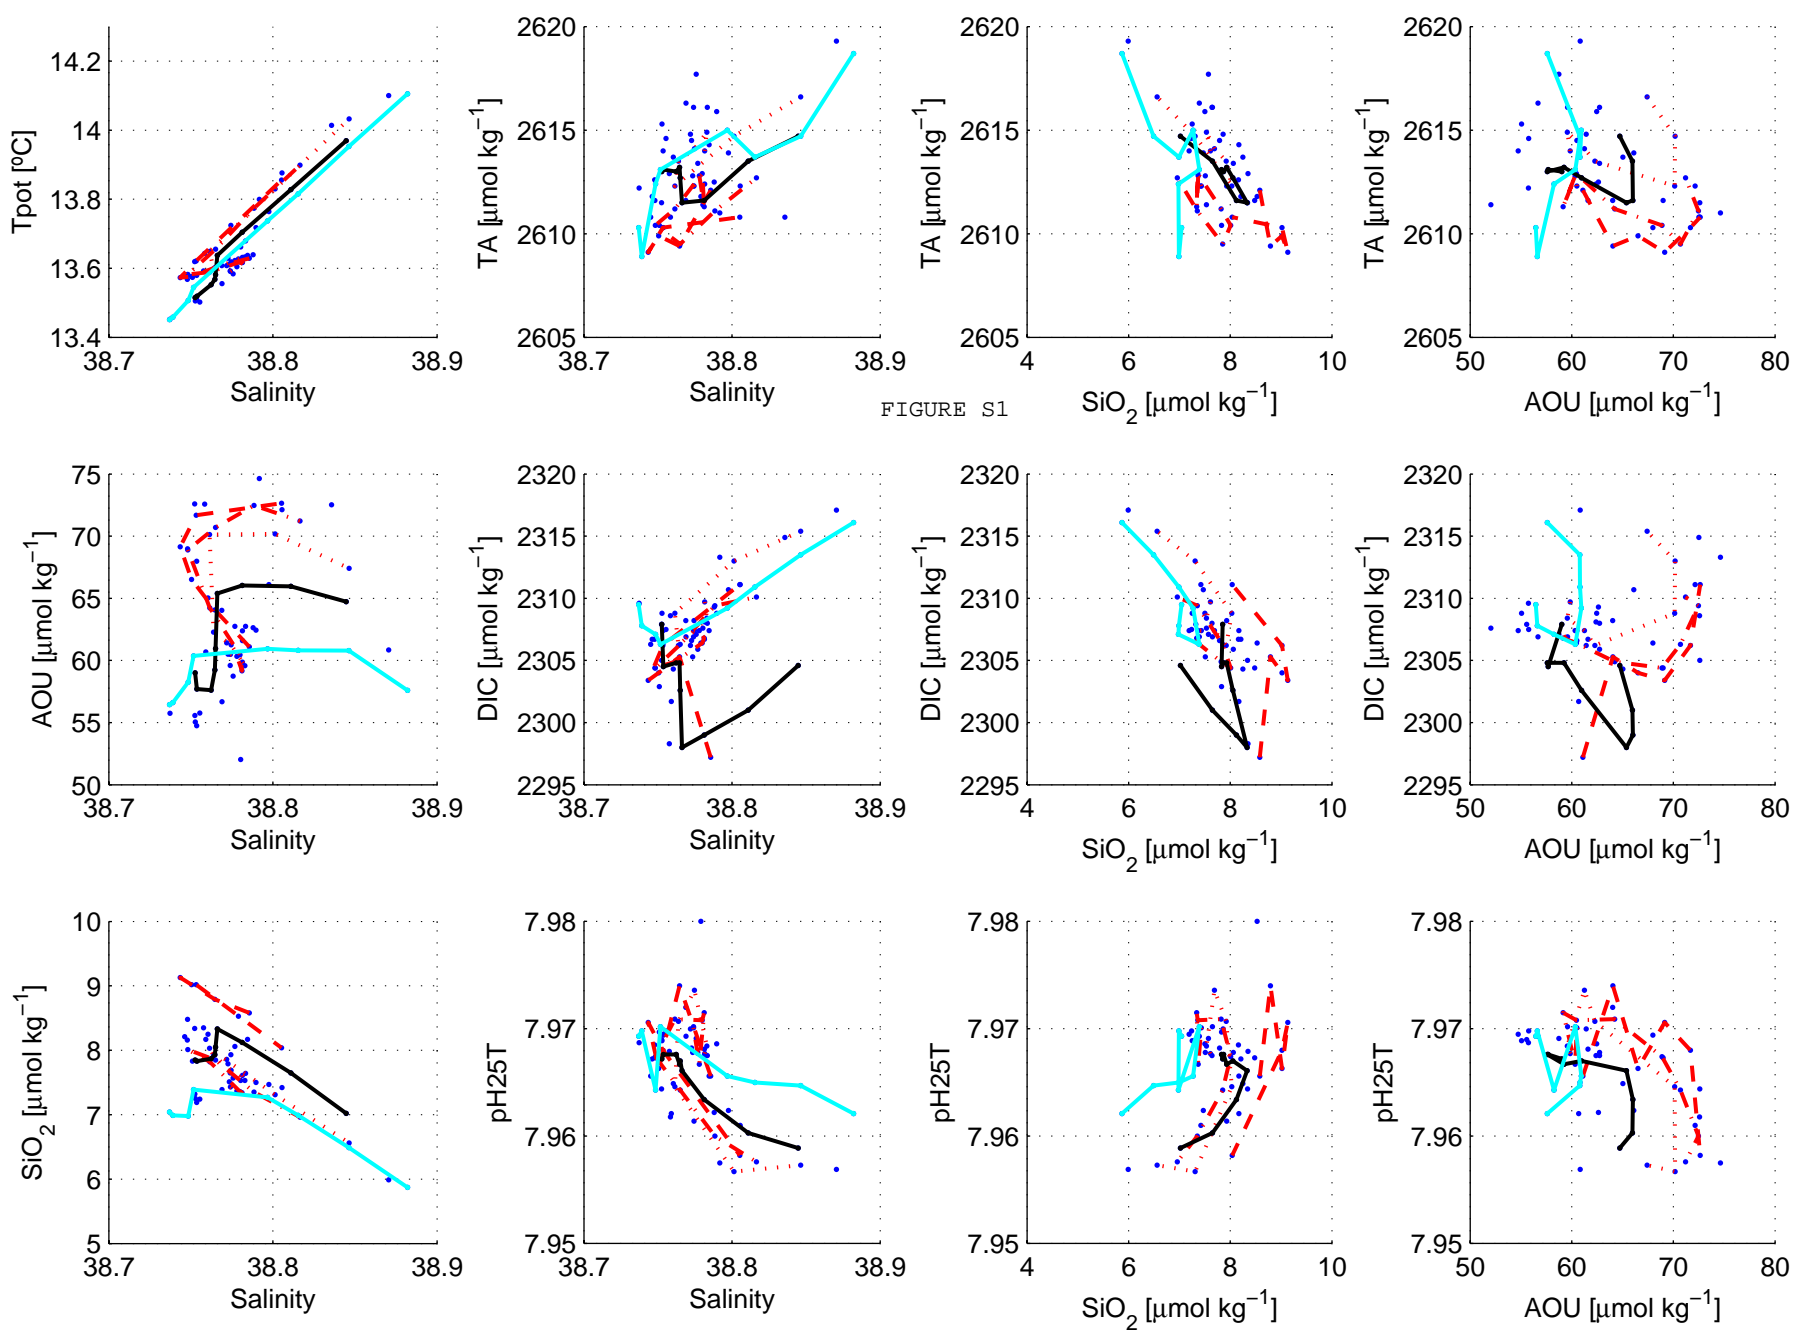 14.2
14
13.8
13.6
13.4
38.7 38.8 38.9
Tpot [ºC]
Salinity
2620
2615
2610
2605
38.7 38.8 38.9
TA [μmol kg−1]
Salinity
2620
2615
2610
2605
4 6 8 10
TA [μmol kg−1]
SiO2 [μmol kg−1]
2620
2615
2610
2605
50 60 70 80
TA [μmol kg−1]
AOU [μmol kg−1]
FIGURE S1
75
70
65
60
55
50
38.7 38.8 38.9
AOU [μmol kg−1]
Salinity
2320
2315
2310
2305
2300
2295
38.7 38.8 38.9
DIC [μmol kg−1]
Salinity
2320
2315
2310
2305
2300
2295
4 6 8 10
DIC [μmol kg−1]
SiO2 [μmol kg−1]
2320
2315
2310
2305
2300
2295
50 60 70 80
DIC [μmol kg−1]
AOU [μmol kg−1]
10
9
8
7
6
5
38.7 38.8 38.9
SiO2 [μmol kg−1]
Salinity
7.98
7.97
7.96
7.95
38.7 38.8 38.9
pH25T
Salinity
7.98
7.97
7.96
7.95
4 6 8 10
pH25T
SiO2 [μmol kg−1]
7.98
7.97
7.96
7.95
50 60 70 80
pH25T
AOU [μmol kg−1]